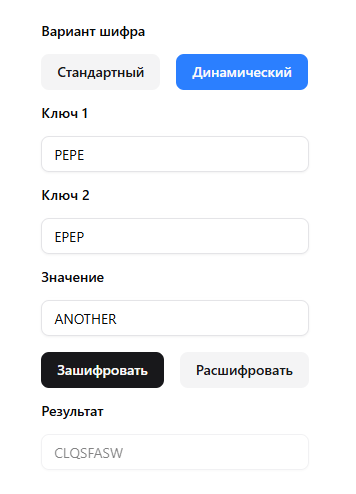 Вариант шифра
Стандартный Динамический
Ключ 1
PEPE
Ключ 2
EPEP
Значение
ANOTHER
Зашифровать Расшифровать
Результат
CLQSFASW